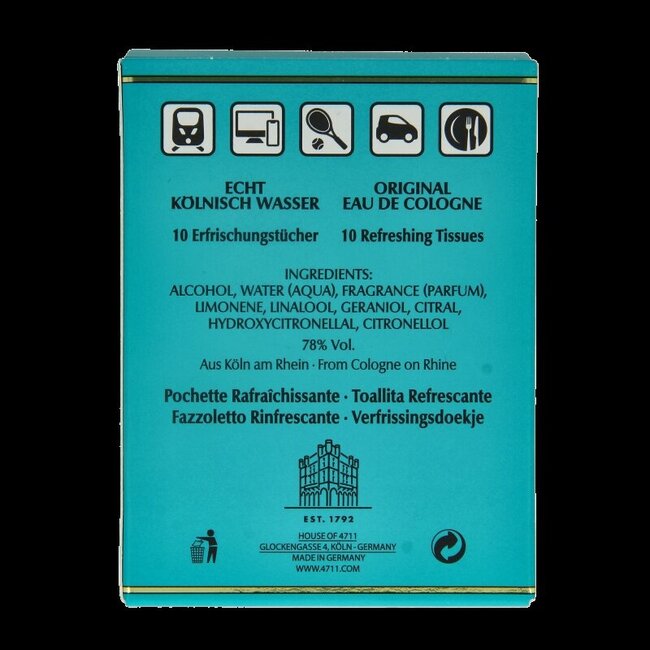 ECHT
KÖLNISCH WASSER
ORIGINAL
EAU DE COLOGNE
10 Erfrischungstücher
10 Refreshing Tissues
INGREDIENTS:
ALCOHOL, WATER (AQUA), FRAGRANCE (PARFUM),
LIMONENE, LINALOOL, GERANIOL, CITRAL,
HYDROXYCITRONELLAL, CITRONELLOL
78% Vol.
Aus Köln am Rhein · From Cologne on Rhine
Pochette Rafraîchissante · Toallita Refrescante
Fazzoletto Rinfrescante · Verfrissingsdoekje
EST. 1792
HOUSE OF 4711
GLOCKENGASSE 4, KÖLN - GERMANY
MADE IN GERMANY
WWW.4711.COM